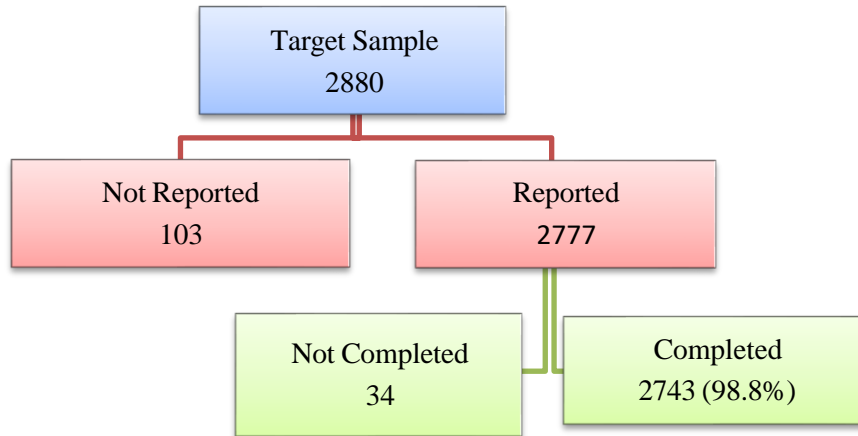 Target Sample
2880
Not Reported
103
Reported
2777
Not Completed
34
Completed
2743 (98.8%)